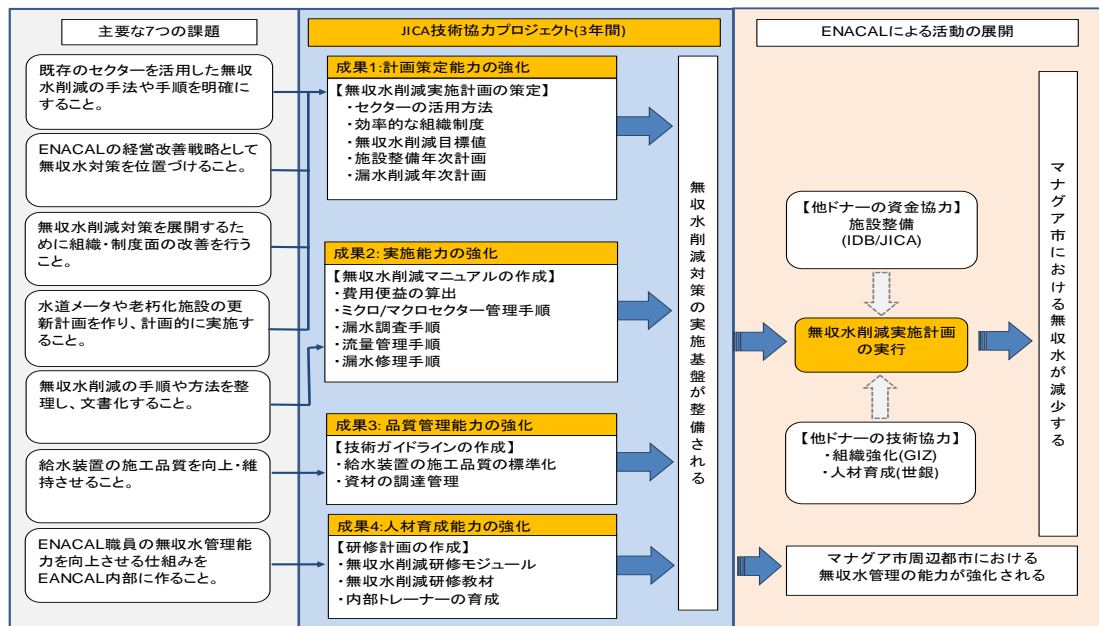 主要な7つの課題
既存のセクターを活用した無収
水削減の手法や手順を明確に
すること。
ENACALの経営改善戦略として
無収水対策を位置づけること。
無収水削減対策を展開するた
めに組織・制度面の改善を行う
こと。
水道メータや老朽化施設の更
新計画を作り、計画的に実施す
ること。
無収水削減の手順や方法を整
理し、文書化すること。
給水装置の施工品質を向上・維
持させること。
ENACAL職員の無収水管理能
力を向上させる仕組みを
EANCAL内部に作ること。
JICA技術協力プロジェクト(3年間)
成果1:計画策定能力の強化
【無収水削減実施計画の策定】
・セクターの活用方法
・効率的な組織制度
・無収水削減目標値
・施設整備年次計画
・漏水削減年次計画
成果2: 実施能力の強化
【無収水削減マニュアルの作成】
・費用便益の算出
・ミクロ/マクロセクター管理手順
・漏水調査手順
・流量管理手順
・漏水修理手順
成果3: 品質管理能力の強化
【技術ガイドラインの作成】
・給水装置の施工品質の標準化
・資材の調達管理
成果4:人材育成能力の強化
【研修計画の作成】
・無収水削減研修モジュール
・無収水削減研修教材
・内部トレーナーの育成
無収水削減対策の実施基盤が整備される
ENACALによる活動の展開
【他ドナーの資金協力】
施設整備
(IDB/JICA)
無収水削減実施計画
の実行
【他ドナーの技術協力】
・組織強化(GIZ)
・人材育成(世銀)
マナグア市における無収水が減少する
マナグア市周辺都市における
無収水管理の能力が強化される